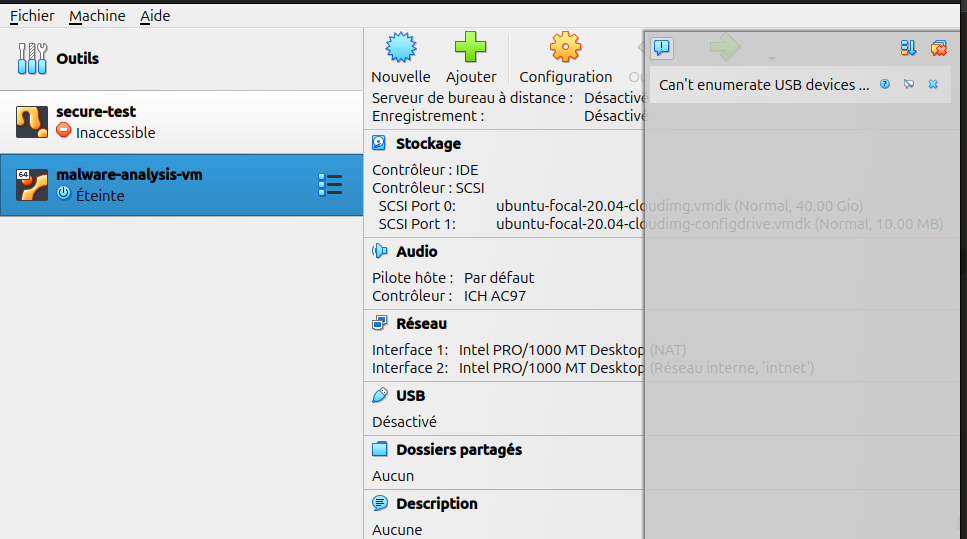 Fichier Machine Aide
Outils
secure-test
Inaccessible
64
malware-analysis-vm
Éteinte
Nouvelle Ajouter Configuration
Serveur de bureau à distance : Désactivé
Enregistrement : Désactivé
Stockage
Contrôleur : IDE
Contrôleur : SCSI
SCSI Port 0: ubuntu-focal-20.04-cloudimg.vmdk (Normal, 40.00 Gio)
SCSI Port 1: ubuntu-focal-20.04-cloudimg-configdrive.vmdk (Normal, 10.00 MB)
Audio
Pilote hôte : Par défaut
Contrôleur : ICH AC97
Réseau
Interface 1: Intel PRO/1000 MT Desktop (NAT)
Interface 2: Intel PRO/1000 MT Desktop (Réseau interne, 'intnet')
USB
Désactivé
Dossiers partagés
Aucun
Description
Aucune
Can't enumerate USB devices ...